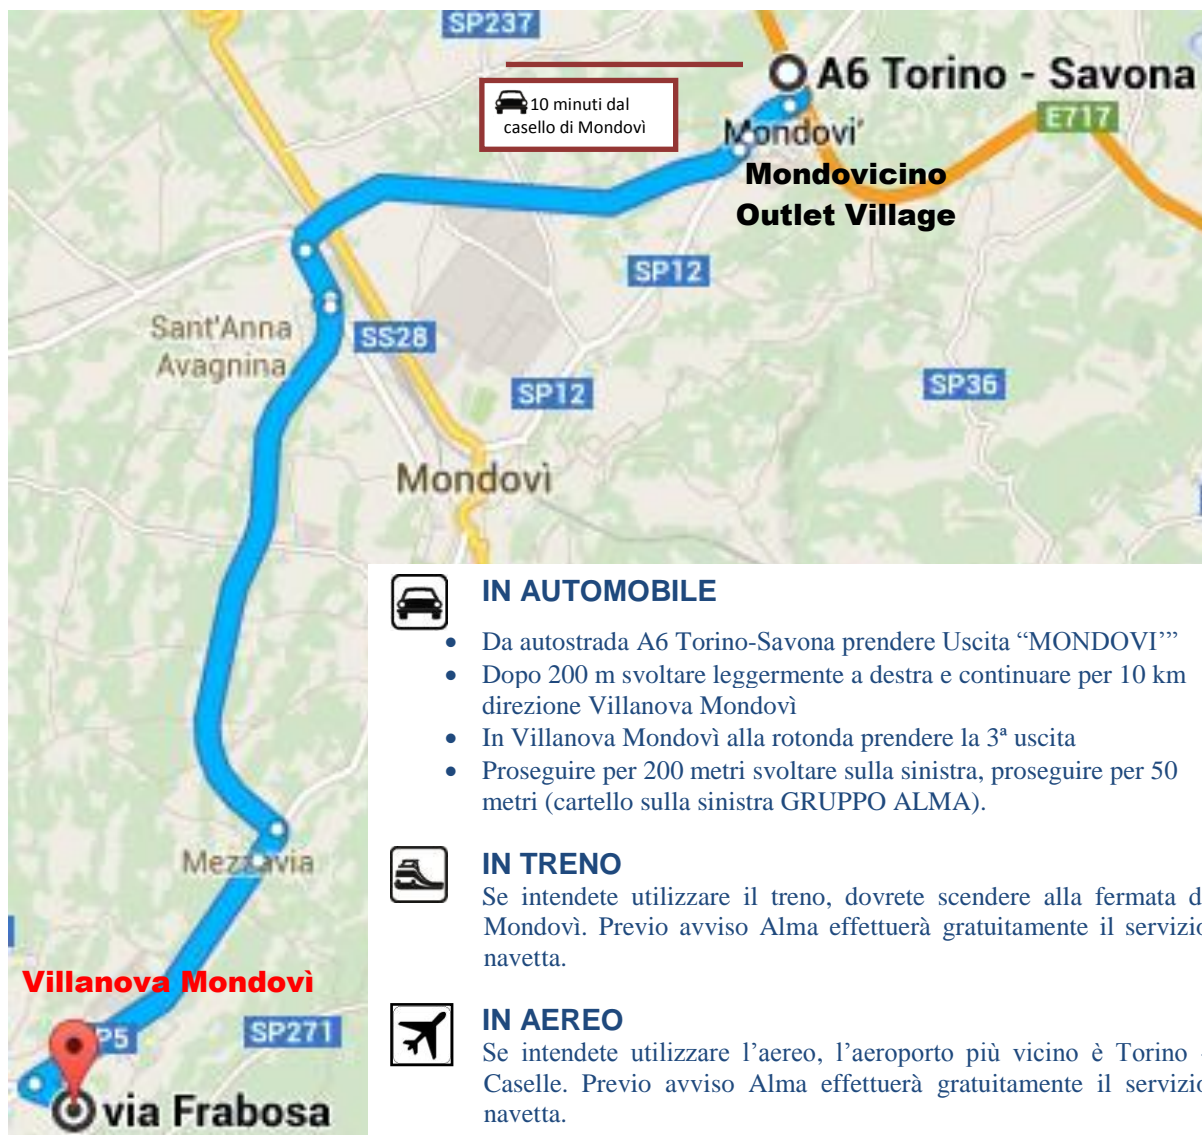 SP237
A6 Torino - Savona
10 minuti dal
casello di Mondovì
E717
Mondovi'
Mondovicino
Outlet Village
SP12
Sant'Anna
Avagnina
SS28
SP12
SP36
Mondovì
IN AUTOMOBILE
• Da autostrada A6 Torino-Savona prendere Uscita “MONDOVI’”
• Dopo 200 m svoltare leggermente a destra e continuare per 10 km
direzione Villanova Mondovì
• In Villanova Mondovì alla rotonda prendere la 3ª uscita
• Proseguire per 200 metri svoltare sulla sinistra, proseguire per 50
metri (cartello sulla sinistra GRUPPO ALMA).
Mezzavia
IN TRENO
Se intendete utilizzare il treno, dovrete scendere alla fermata d
Mondovì. Previo avviso Alma effettuerà gratuitamente il servizio
navetta.
Villanova Mondovì
P5
SP271
IN AEREO
Se intendete utilizzare l’aereo, l’aeroporto più vicino è Torino -
Caselle. Previo avviso Alma effettuerà gratuitamente il servizio
navetta.
via Frabosa